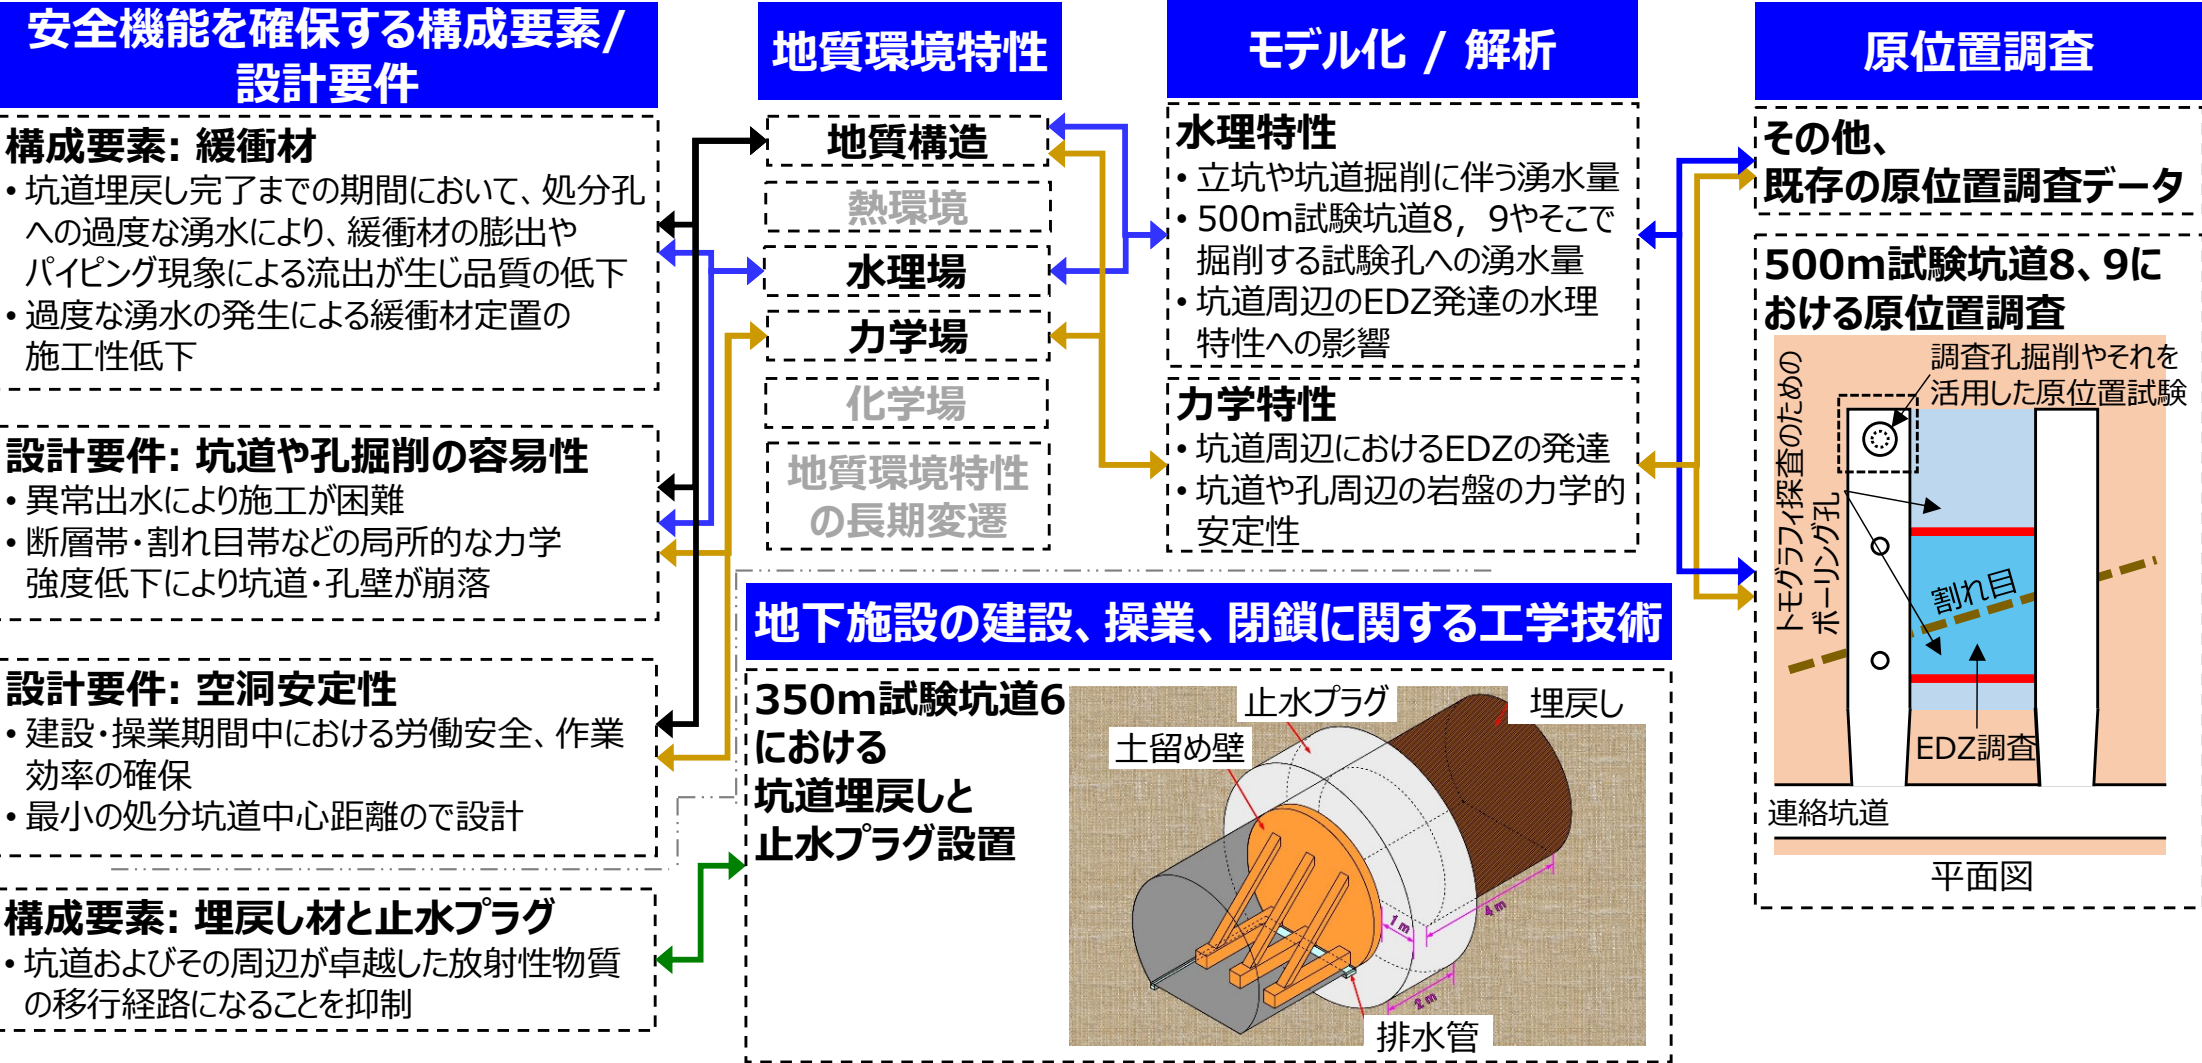 安全機能を確保する構成要素/
設計要件
構成要素: 緩衝材
• 坑道埋戻し完了までの期間において、処分孔
への過度な湧水により、緩衝材の膨出や
パイピング現象による流出が生じ品質の低下
• 過度な湧水の発生による緩衝材定置の
施工性低下
設計要件: 坑道や孔掘削の容易性
• 異常出水により施工が困難
• 断層帯・割れ目帯などの局所的な力学
強度低下により坑道・孔壁が崩落
設計要件: 空洞安定性
• 建設・操業期間中における労働安全、作業
効率の確保
• 最小の処分坑道中心距離ので設計
構成要素: 埋戻し材と止水プラグ
• 坑道およびその周辺が卓越した放射性物質
の移行経路になることを抑制
地質環境特性
地質構造
熱環境
水理場
力学場
化学場
地質環境特性
の長期変遷
モデル化 / 解析
水理特性
• 立坑や坑道掘削に伴う湧水量
• 500m試験坑道8，9やそこで
掘削する試験孔への湧水量
• 坑道周辺のEDZ発達の水理
特性への影響
力学特性
• 坑道周辺におけるEDZの発達
• 坑道や孔周辺の岩盤の力学的
安定性
地下施設の建設、操業、閉鎖に関する工学技術
350m試験坑道6
における
坑道埋戻しと
止水プラグ設置
止水プラグ
埋戻し
土留め壁
1 m
4 m
2 m
排水管
原位置調査
その他、
既存の原位置調査データ
500m試験坑道8、9に
おける原位置調査
調査孔掘削やそれを
活用した原位置試験
トモグラフィ探査のための
ボーリング孔
割れ目
EDZ調査
連絡坑道
平面図